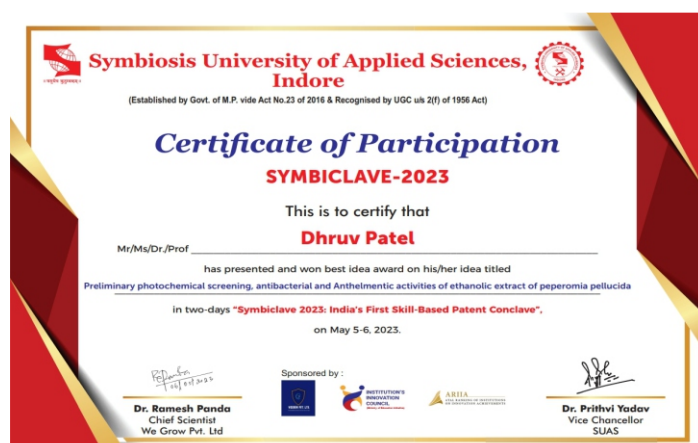 Symbiosis University of Applied Sciences,
Indore
(Established by Govt. of M.P. vide Act No.23 of 2016 & Recognised by UGC u/s 2(f) of 1956 Act)
Certificate of Participation
SYMBICLAVE-2023
This is to certify that
Mr/Ms/Dr./Prof Dhruv Patel
has presented and won best idea award on his/her idea titled
Preliminary photochemical screening, antibacterial and Anthelmentic activities of ethanolic extract of peperomia pellucida
in two-days "Symbiclave 2023: India's First Skill-Based Patent Conclave",
on May 5-6, 2023.
Sponsored by :
INSTITUTION'S
INNOVATION
COUNCIL
ARIIA
Dr. Ramesh Panda
Chief Scientist
We Grow Pvt. Ltd
Dr. Prithvi Yadav
Vice Chancellor
SUAS